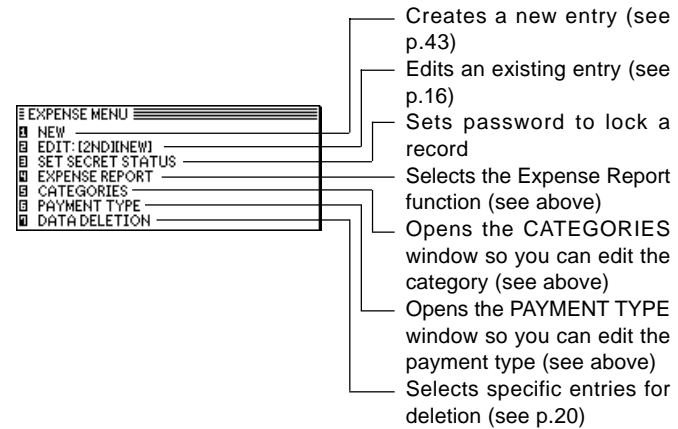 EXPENSE MENU
1 NEW
2 EDIT: [2ND][NEW]
3 SET SECRET STATUS
4 EXPENSE REPORT
5 CATEGORIES
6 PAYMENT TYPE
7 DATA DELETION
Creates a new entry (see
p.43)
Edits an existing entry (see
p.16)
Sets password to lock a
record
Selects the Expense Report
function (see above)
Opens the CATEGORIES
window so you can edit the
category (see above)
Opens the PAYMENT TYPE
window so you can edit the
payment type (see above)
Selects specific entries for
deletion (see p.20)